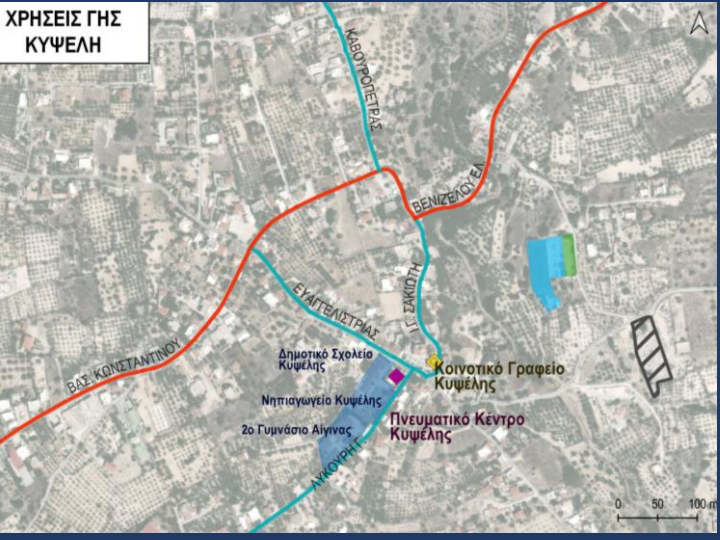 ΧΡΗΣΕΙΣ ΓΗΣ
ΚΥΨΕΛΗ
ΚΑΒΟΥΡΟΠΕΤΡΑΣ
ΒΕΝΙΖΕΛΟΥ ΕΛ.
ΕΥΑΓΓΕΛΙΣΤΡΙΑΣ
Γ. ΣΑΚΙΩΤΗ
ΒΑΣ. ΚΩΝΣΤΑΝΤΙΝΟΥ
Δημοτικό Σχολείο
Κυψέλης
Κοινοτικό Γραφείο
Κυψέλης
Νηπιαγωγείο Κυψέλης
Πνευματικό Κέντρο
Κυψέλης
2ο Γυμνάσιο Αίγινας
ΛΥΚΟΥΡΗ Γ.
0 50 100 m